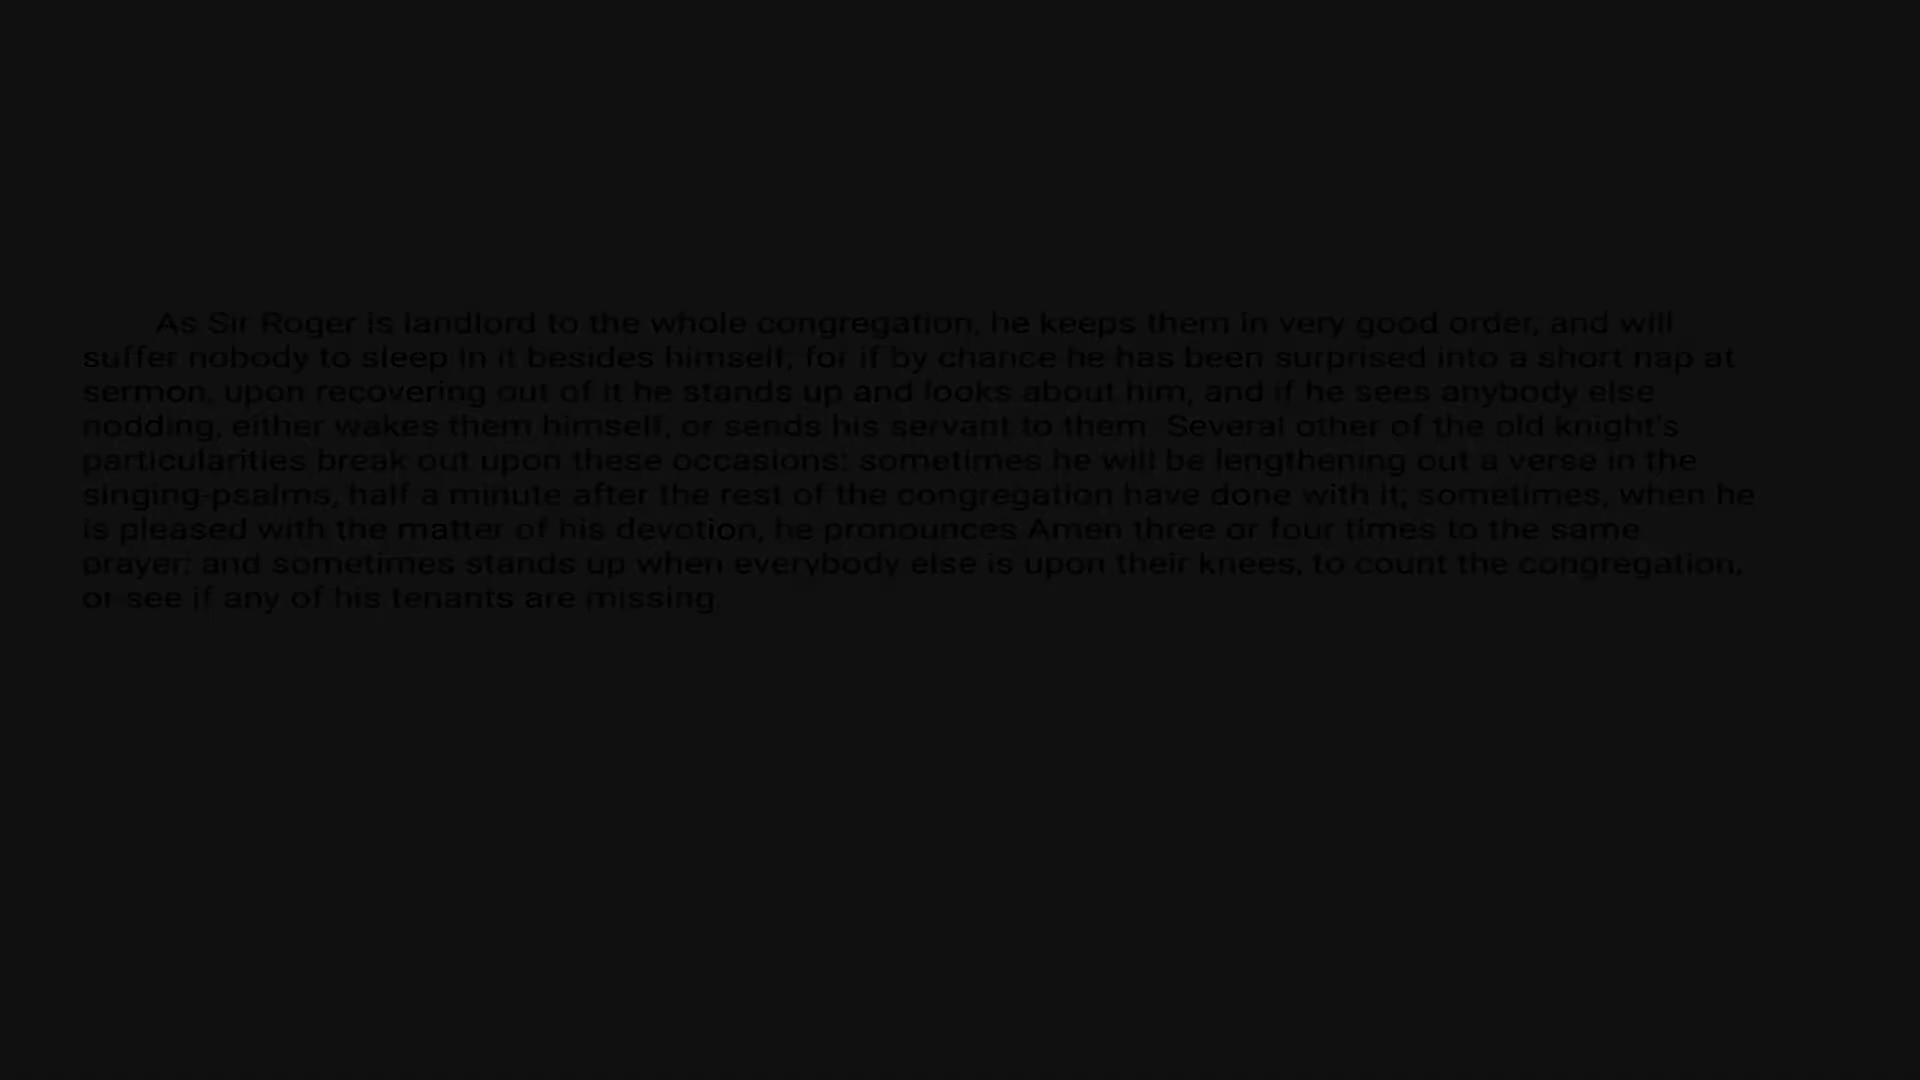 As Sir Roger is landlord to the whole congregation, he keeps them in very good order, and will
suffer nobody to sleep in it besides himself; for if by chance he has been surprised into a short nap at
sermon, upon recovering out of it he stands up and looks about him, and if he sees anybody else
nodding, either wakes them himself, or sends his servant to them. Several other of the old knight's
particularities break out upon these occasions: sometimes he will be lengthening out a verse in the
singing-psalms, half a minute after the rest of the congregation have done with it; sometimes, when he
is pleased with the matter of his devotion, he pronounces Amen three or four times to the same
prayer; and sometimes stands up when everybody else is upon their knees, to count the congregation,
or see if any of his tenants are missing.